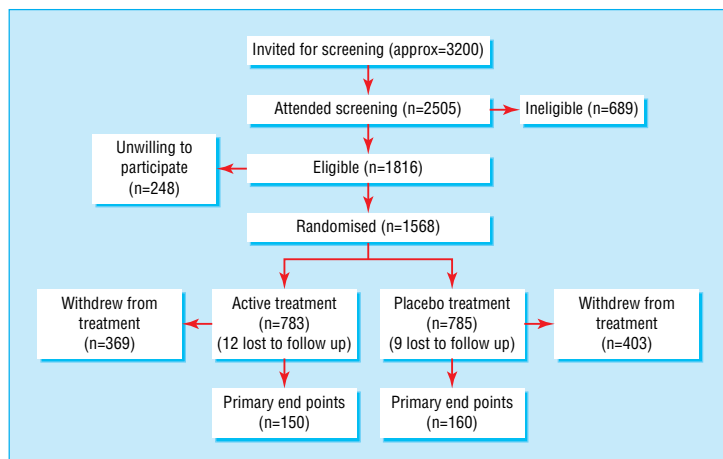 Invited for screening (approx=3200)
Attended screening (n=2505)
Ineligible (n=689)
Unwilling to
participate
(n=248)
Eligible (n=1816)
Randomised (n=1568)
Withdrew from
treatment
(n=369)
Active treatment
(n=783)
(12 lost to follow up)
Placebo treatment
(n=785)
(9 lost to follow up)
Withdrew from
treatment
(n=403)
Primary end points
(n=150)
Primary end points
(n=160)